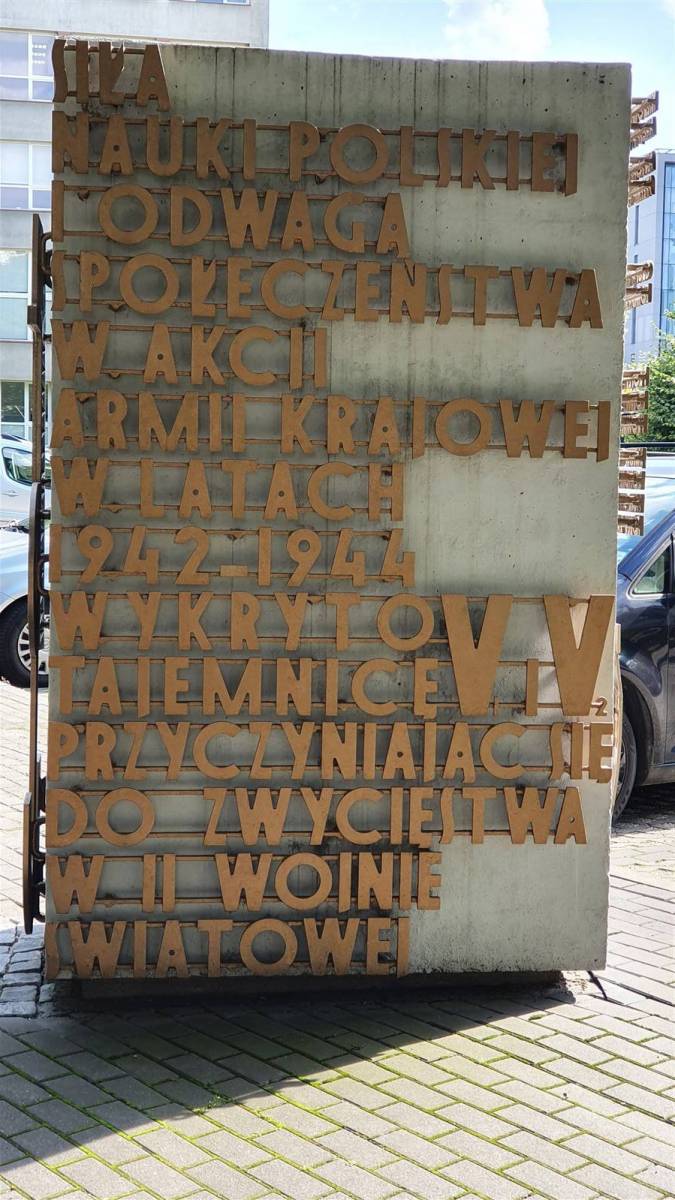 SIŁA
NAUKI POLSKIEJ
I ODWAGA
SPOŁECZEŃSTWA
W AKCJI
ARMII KRAJOWEJ
W LATACH
1942-1944
WYKRYTO
TAJEMNICĘ V1 I V2
PRZYCZYNIAJĄC SIĘ
DO ZWYCIĘSTWA
W II WOJNIE
ŚWIATOWEJ